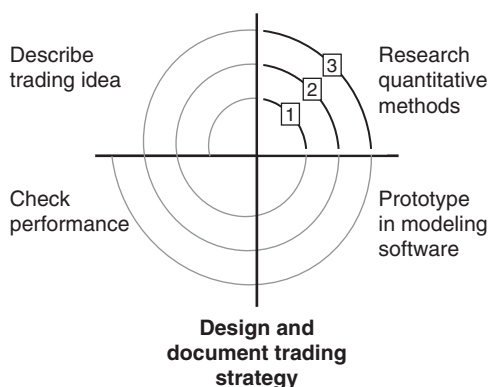 Describe
trading idea
3
Research
quantitative
methods
2
1
Check
performance
Prototype
in modeling
software
Design and
document trading
strategy